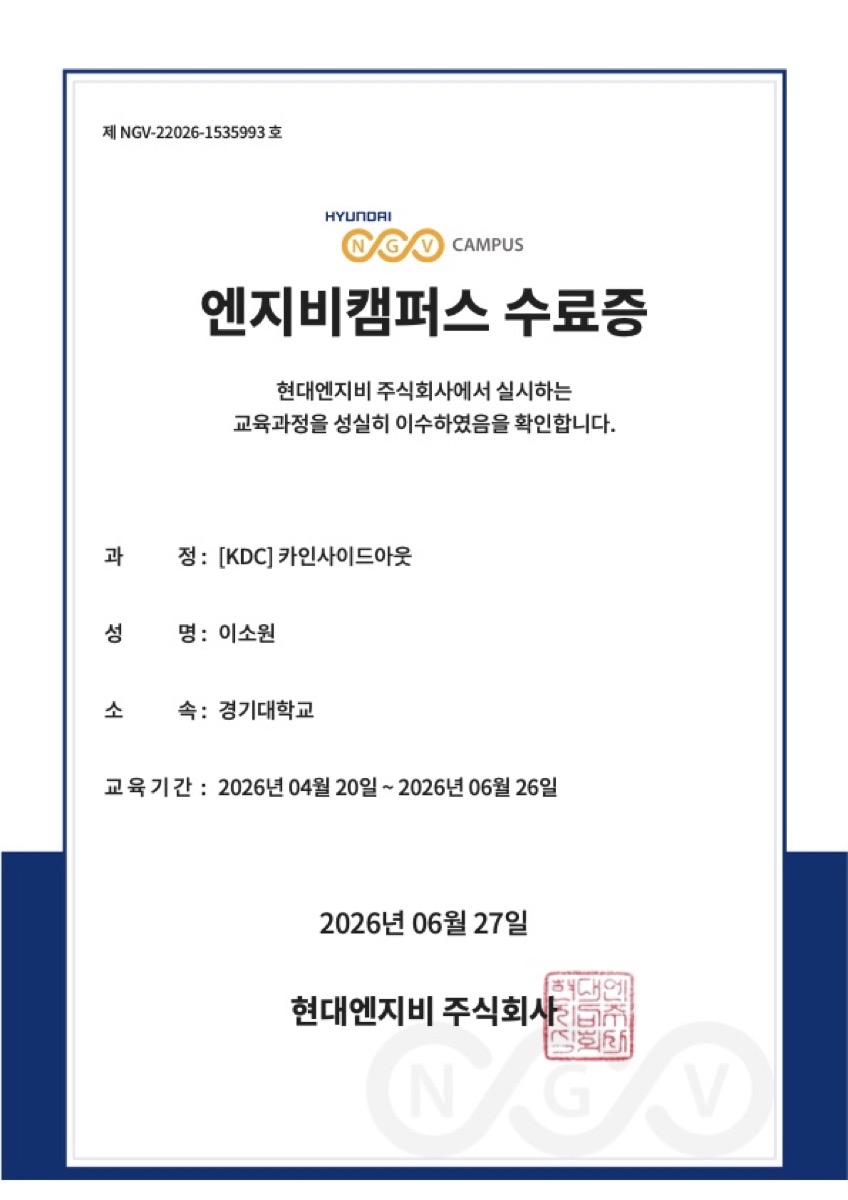 제 NGV-22026-1535993 호
HYUNDAI
NGV CAMPUS
엔지비캠퍼스 수료증
현대엔지비 주식회사에서 실시하는
교육과정을 성실히 이수하였음을 확인합니다.
과 정 : [KDC] 카인사이드아웃
성 명 : 이소원
소 속 : 경기대학교
교육기간 : 2026년 04월 20일 ~ 2026년 06월 26일
2026년 06월 27일
현대엔지비 주식회사
NGV